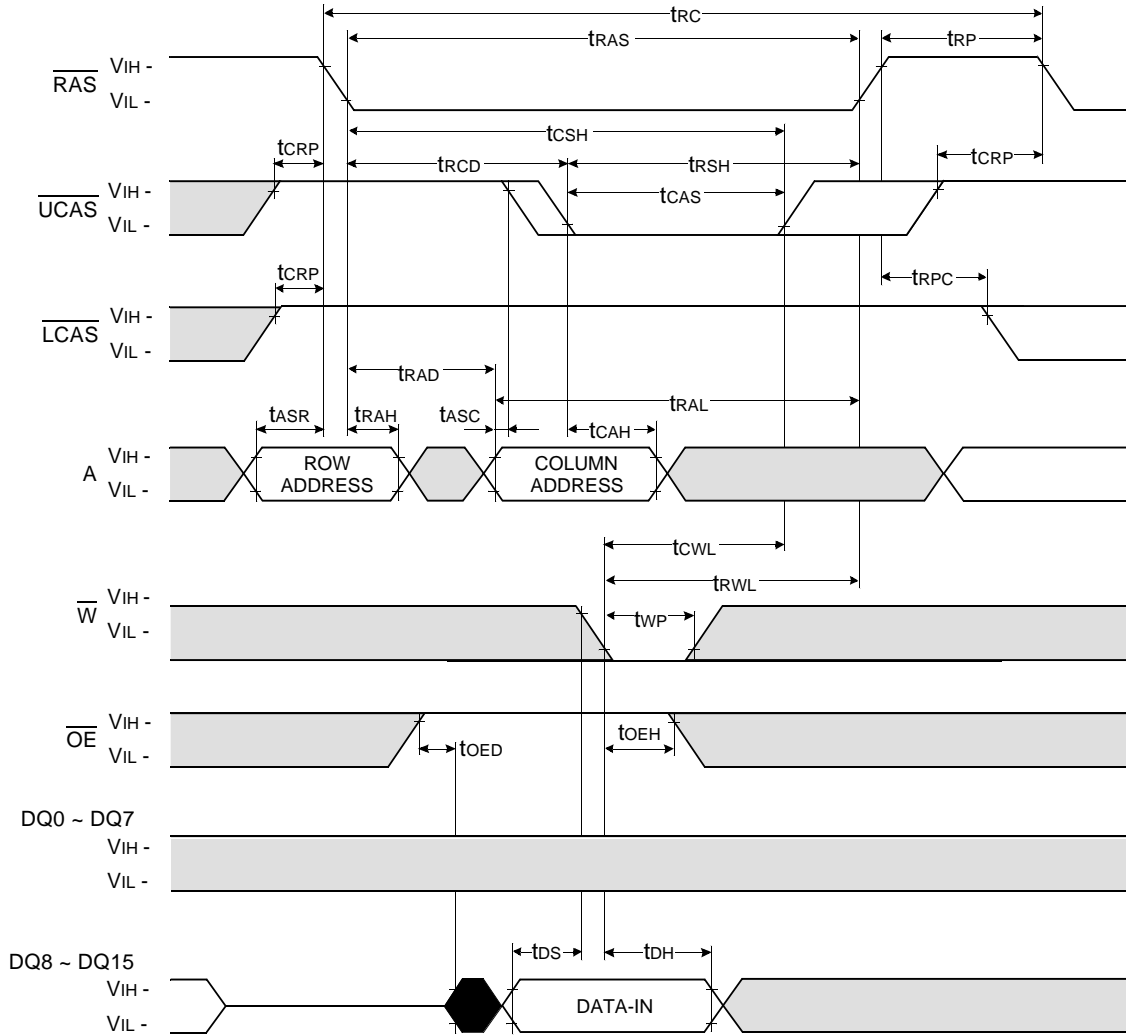 tRC
tRAS
tRP
RAS
VIH -
VIL -
tCSH
tCRP
tRCD
tRSH
tCRP
UCAS
VIH -
VIL -
tCAS
tCRP
tRPC
LCAS
VIH -
VIL -
tRAD
tRAL
tASR
tRAH
tASC
tCAH
A
VIH -
VIL -
ROW
ADDRESS
COLUMN
ADDRESS
tCWL
tRWL
W
VIH -
VIL -
tWP
OE
VIH -
VIL -
tOED
tOEH
DQ0 ~ DQ7
VIH -
VIL -
tDS
tDH
DQ8 ~ DQ15
VIH -
VIL -
DATA-IN